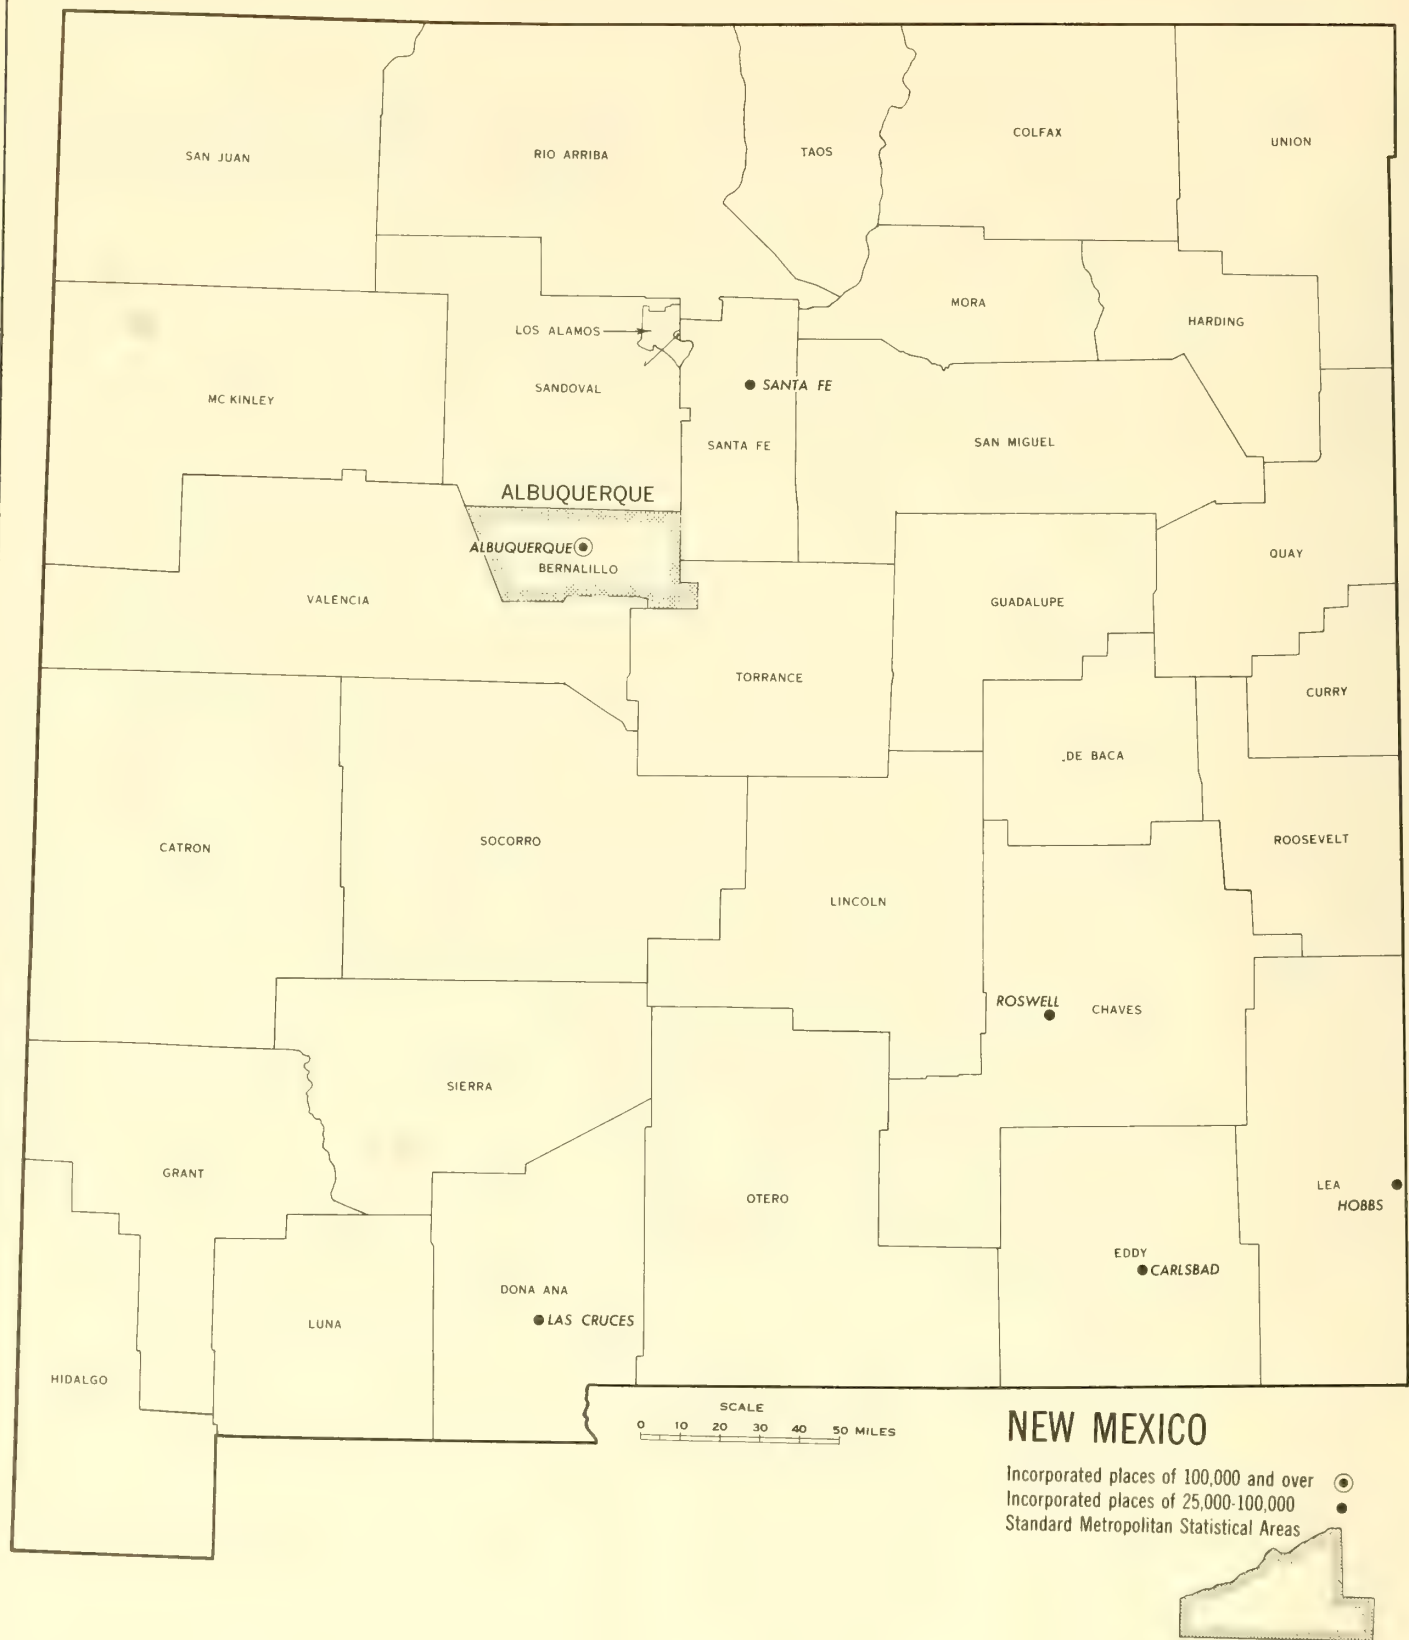 SAN JUAN
RIO ARRIBA
TAOS
COLFAX
UNION
MORA
HARDING
LOS ALAMOS
SANDOVAL
SANTA FE
MC KINLEY
SANTA FE
SAN MIGUEL
ALBUQUERQUE
ALBUQUERQUE
BERNALILLO
QUAY
VALENCIA
GUADALUPE
TORRANCE
CURRY
DE BACA
CATRON
SOCORRO
ROOSEVELT
LINCOLN
ROSWELL
CHAVES
SIERRA
GRANT
OTERO
LEA
HOBBS
EDDY
CARLSBAD
DONA ANA
LAS CRUCES
LUNA
HIDALGO
SCALE
0 10 20 30 40 50 MILES
NEW MEXICO
Incorporated places of 100,000 and over
Incorporated places of 25,000-100,000
Standard Metropolitan Statistical Areas